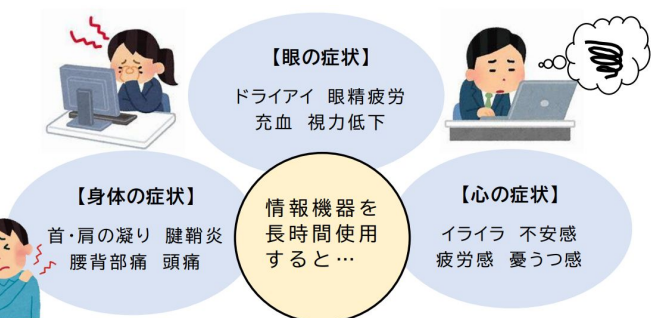 【眼の症状】
ドライアイ 眼精疲労
充血 視力低下
【身体の症状】
首・肩の凝り 腱鞘炎
腰背部痛 頭痛
情報機器を
長時間使用
すると…
【心の症状】
イライラ 不安感
疲労感 憂うつ感